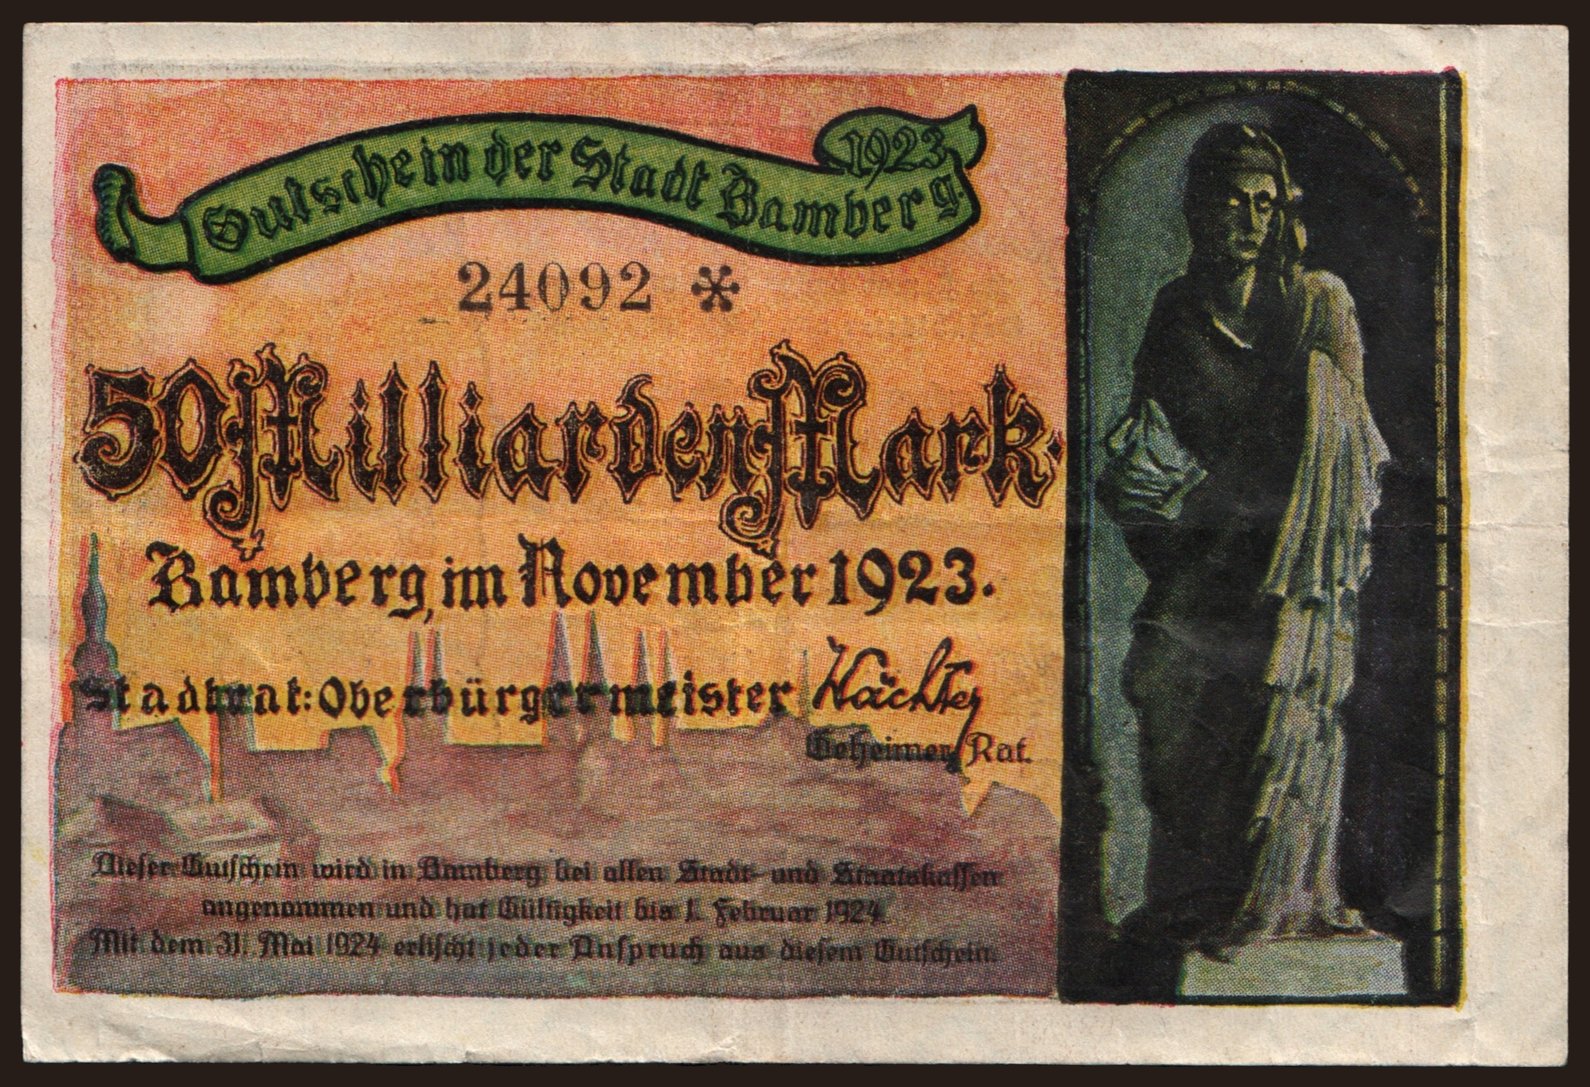 Gutschein der Stadt Bamberg. 1923
24092 *
50 Milliarden Mark.
Bamberg, im November 1923.
Stadtrat: Oberbürgermeister Wächter
Geheimer Rat.
Dieser Gutschein wird in Bamberg bei allen Stadt- und Staatskassen
angenommen und hat Gültigkeit bis 1. Februar 1924.
Mit dem 31. Mai 1924 erlischt jeder Anspruch aus diesem Gutschein.